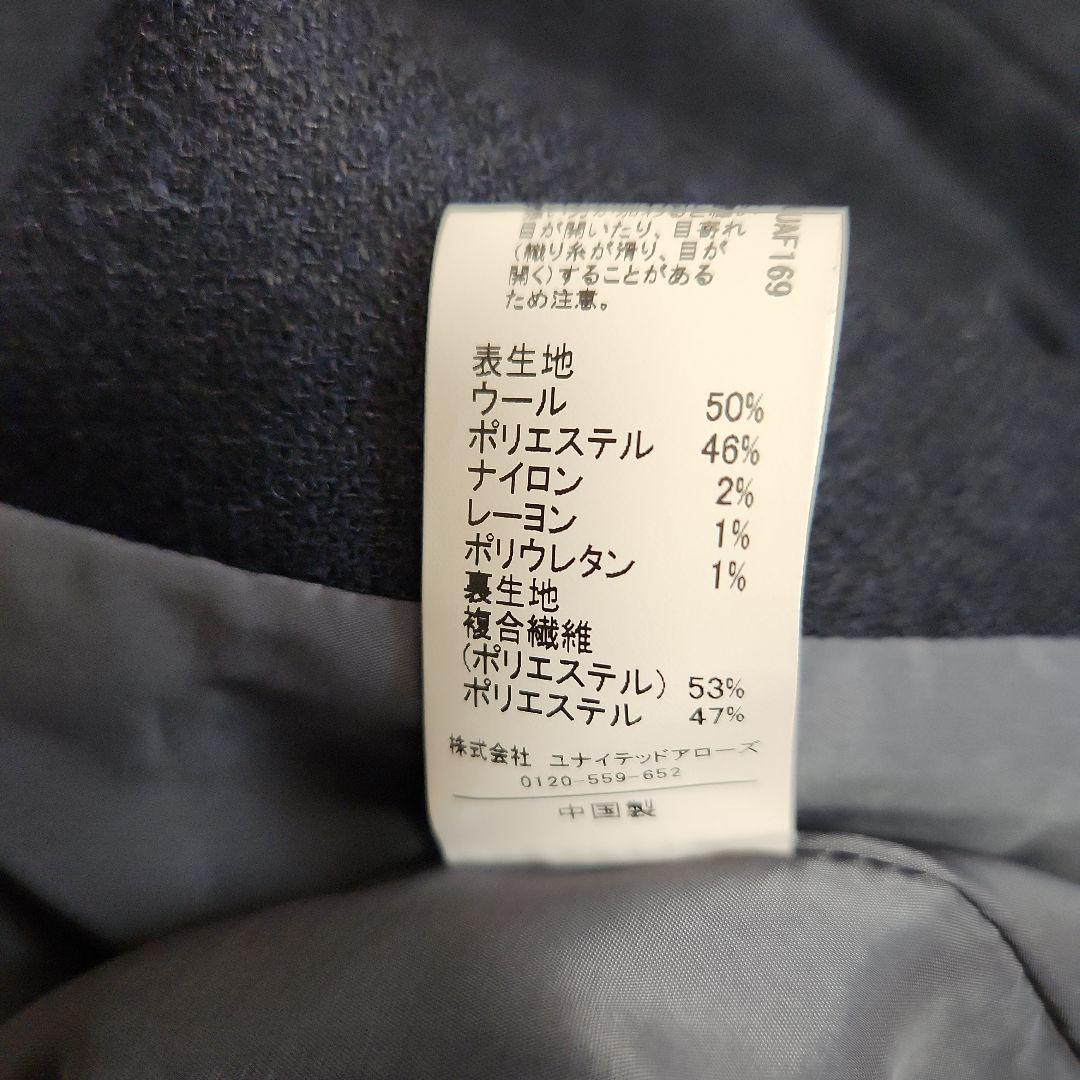 目が開いたり、目寄れ
(織り糸が滑り、目が
開く)することがある
ため注意。
UAF169
表生地
ウール 50%
ポリエステル 46%
ナイロン 2%
レーヨン 1%
ポリウレタン 1%
裏生地
複合繊維
(ポリエステル) 53%
ポリエステル 47%
株式会社 ユナイテッドアローズ
0120-559-652
中国製